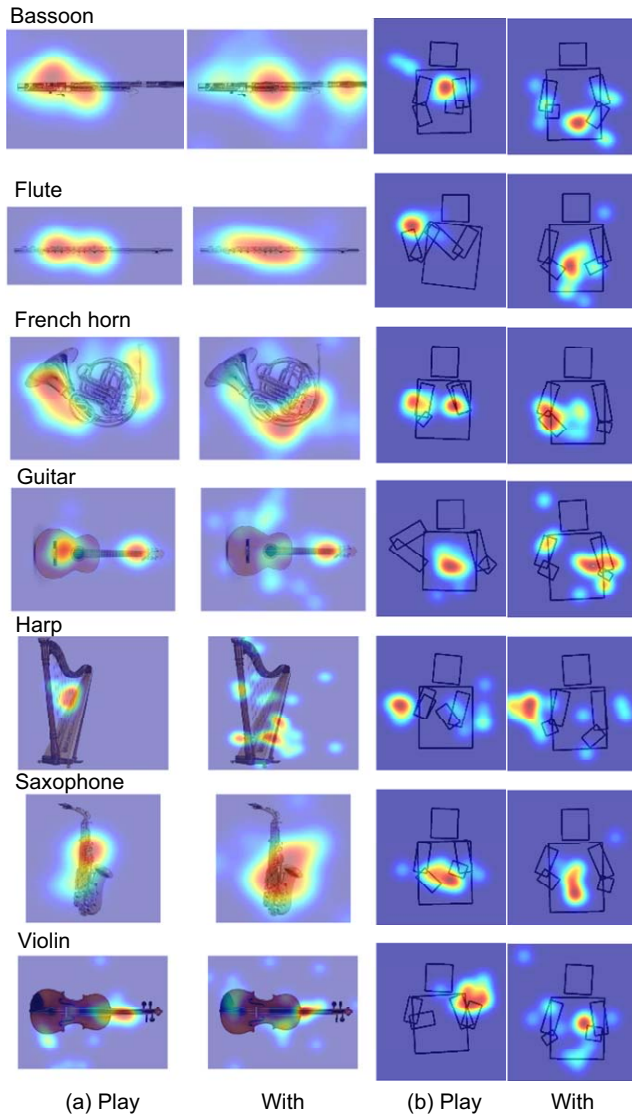 Bassoon
Flute
French horn
Guitar
Harp
Saxophone
Violin
(a) Play With (b) Play With